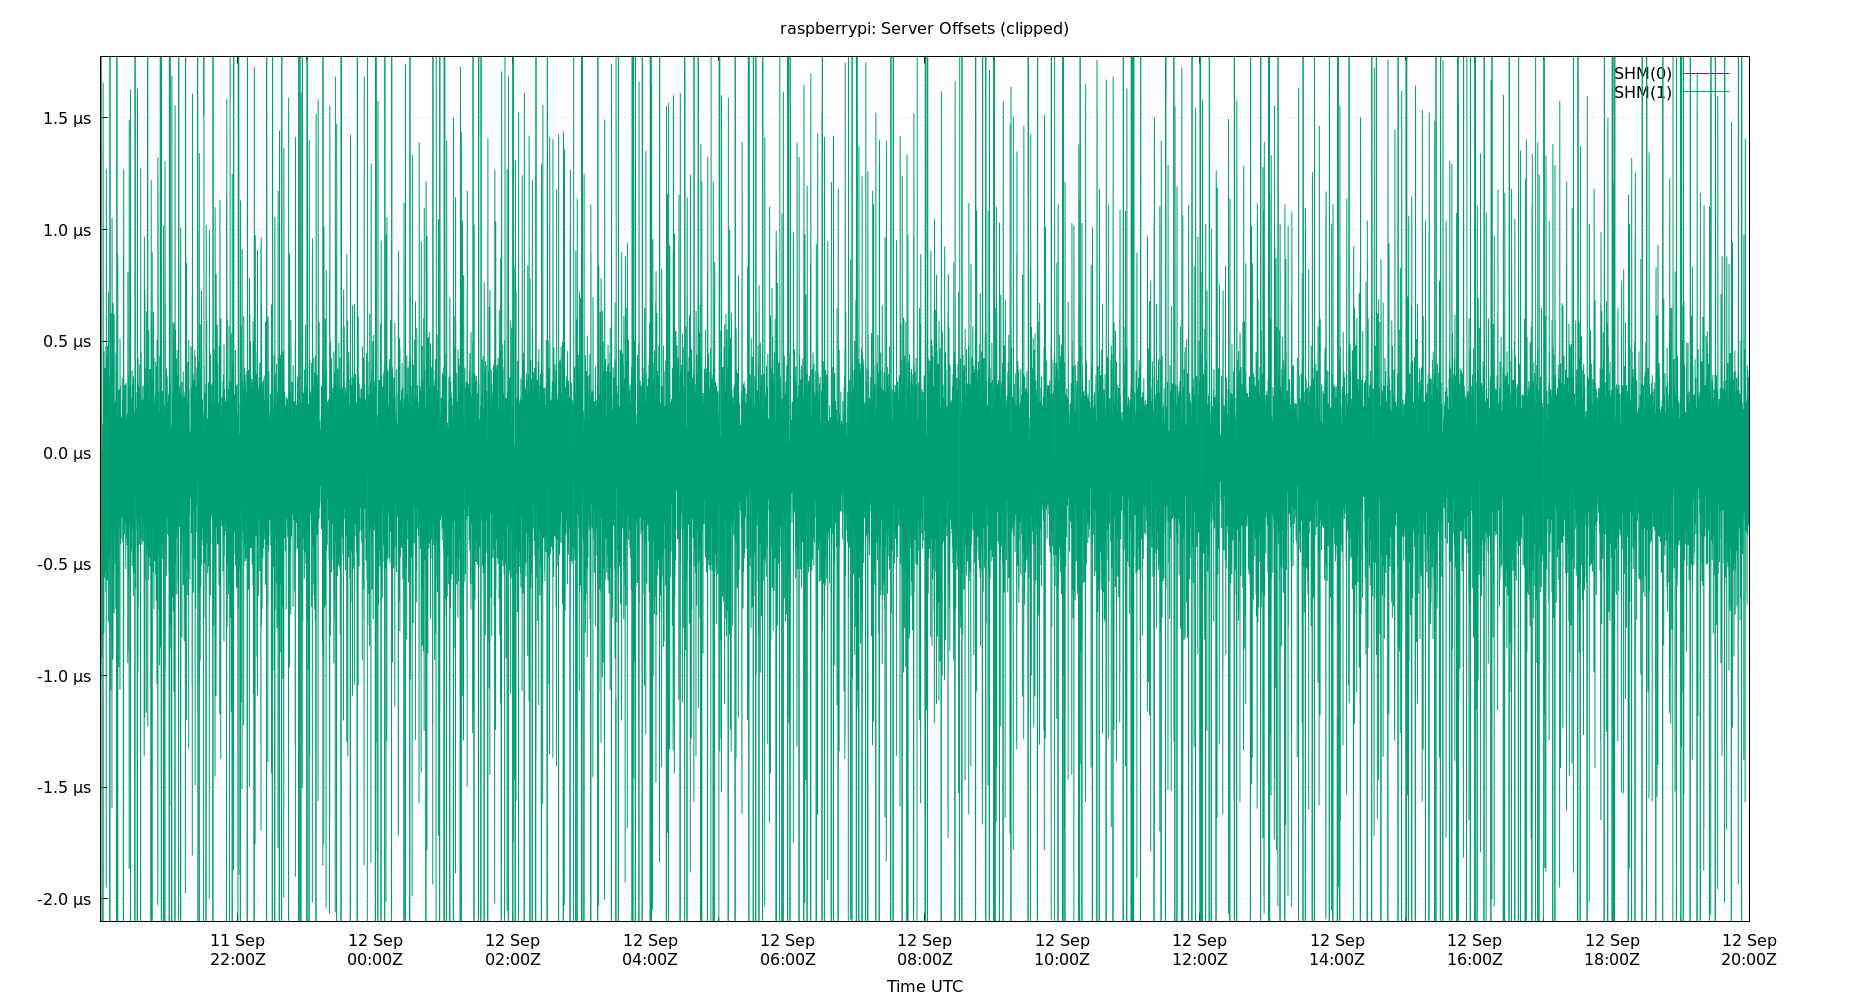 raspberrypi: Server Offsets (clipped)
SHM(0)
SHM(1)
1.5 µs
1.0 µs
0.5 µs
0.0 µs
-0.5 µs
-1.0 µs
-1.5 µs
-2.0 µs
11 Sep 12 Sep 12 Sep 12 Sep 12 Sep 12 Sep 12 Sep 12 Sep 12 Sep 12 Sep 12 Sep 12 Sep
22:00Z 00:00Z 02:00Z 04:00Z 06:00Z 08:00Z 10:00Z 12:00Z 14:00Z 16:00Z 18:00Z 20:00Z
Time UTC